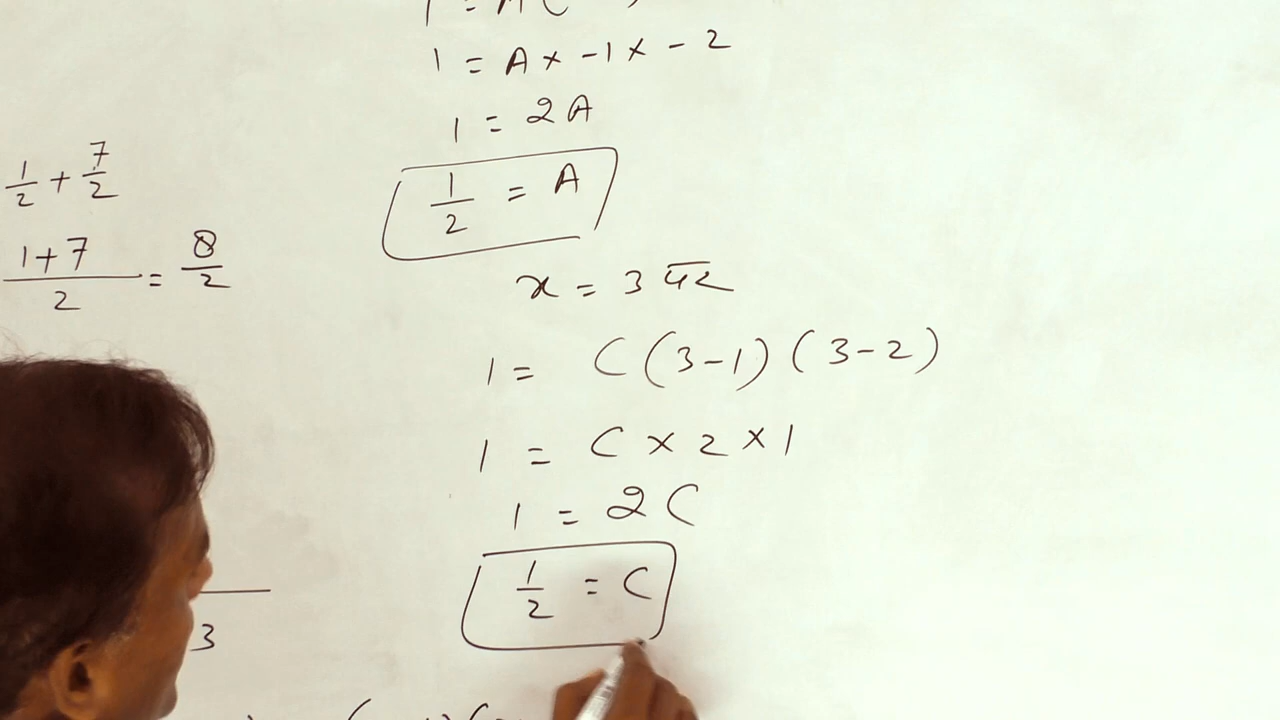 1/2 + 7/2
(1+7)/2 = 8/2
3
1 = A x -1 x -2
1 = 2A
1/2 = A
x = 3
1 = C (3-1) (3-2)
1 = C x 2 x 1
1 = 2C
1/2 = C